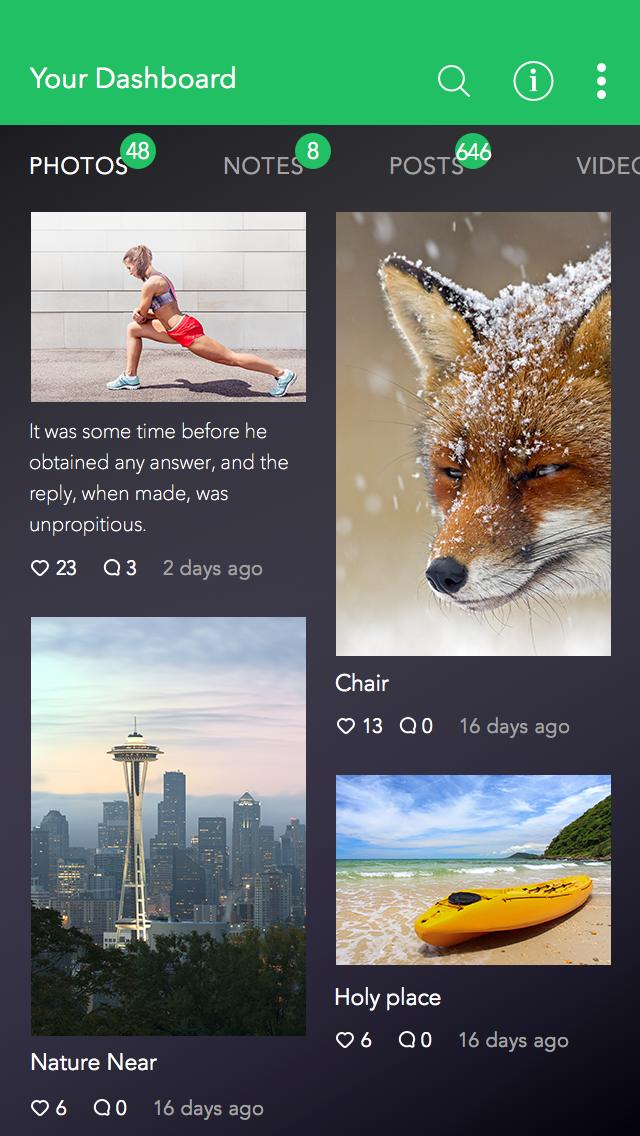 Your Dashboard
PHOTOS 48 NOTES 8 POSTS 646 VIDEO
It was some time before he
obtained any answer, and the
reply, when made, was
unpropitious.
23 3 2 days ago
Chair
13 0 16 days ago
Nature Near
6 0 16 days ago
Holy place
6 0 16 days ago